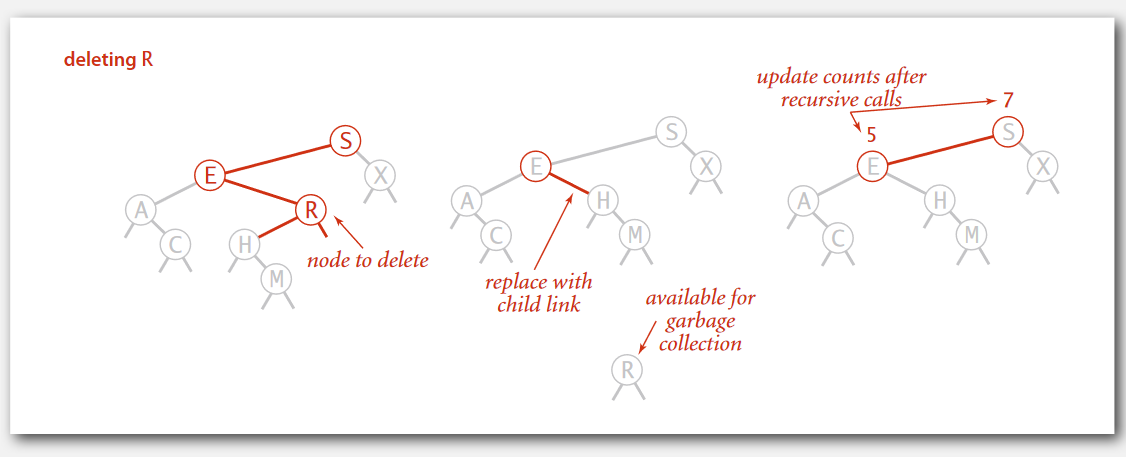 deleting R
S
E
X
A
R
C
H
M
node to delete
S
E
X
A
H
C
M
replace with
child link
available for
garbage
collection
R
update counts after
recursive calls
7
5
S
E
X
A
H
C
M